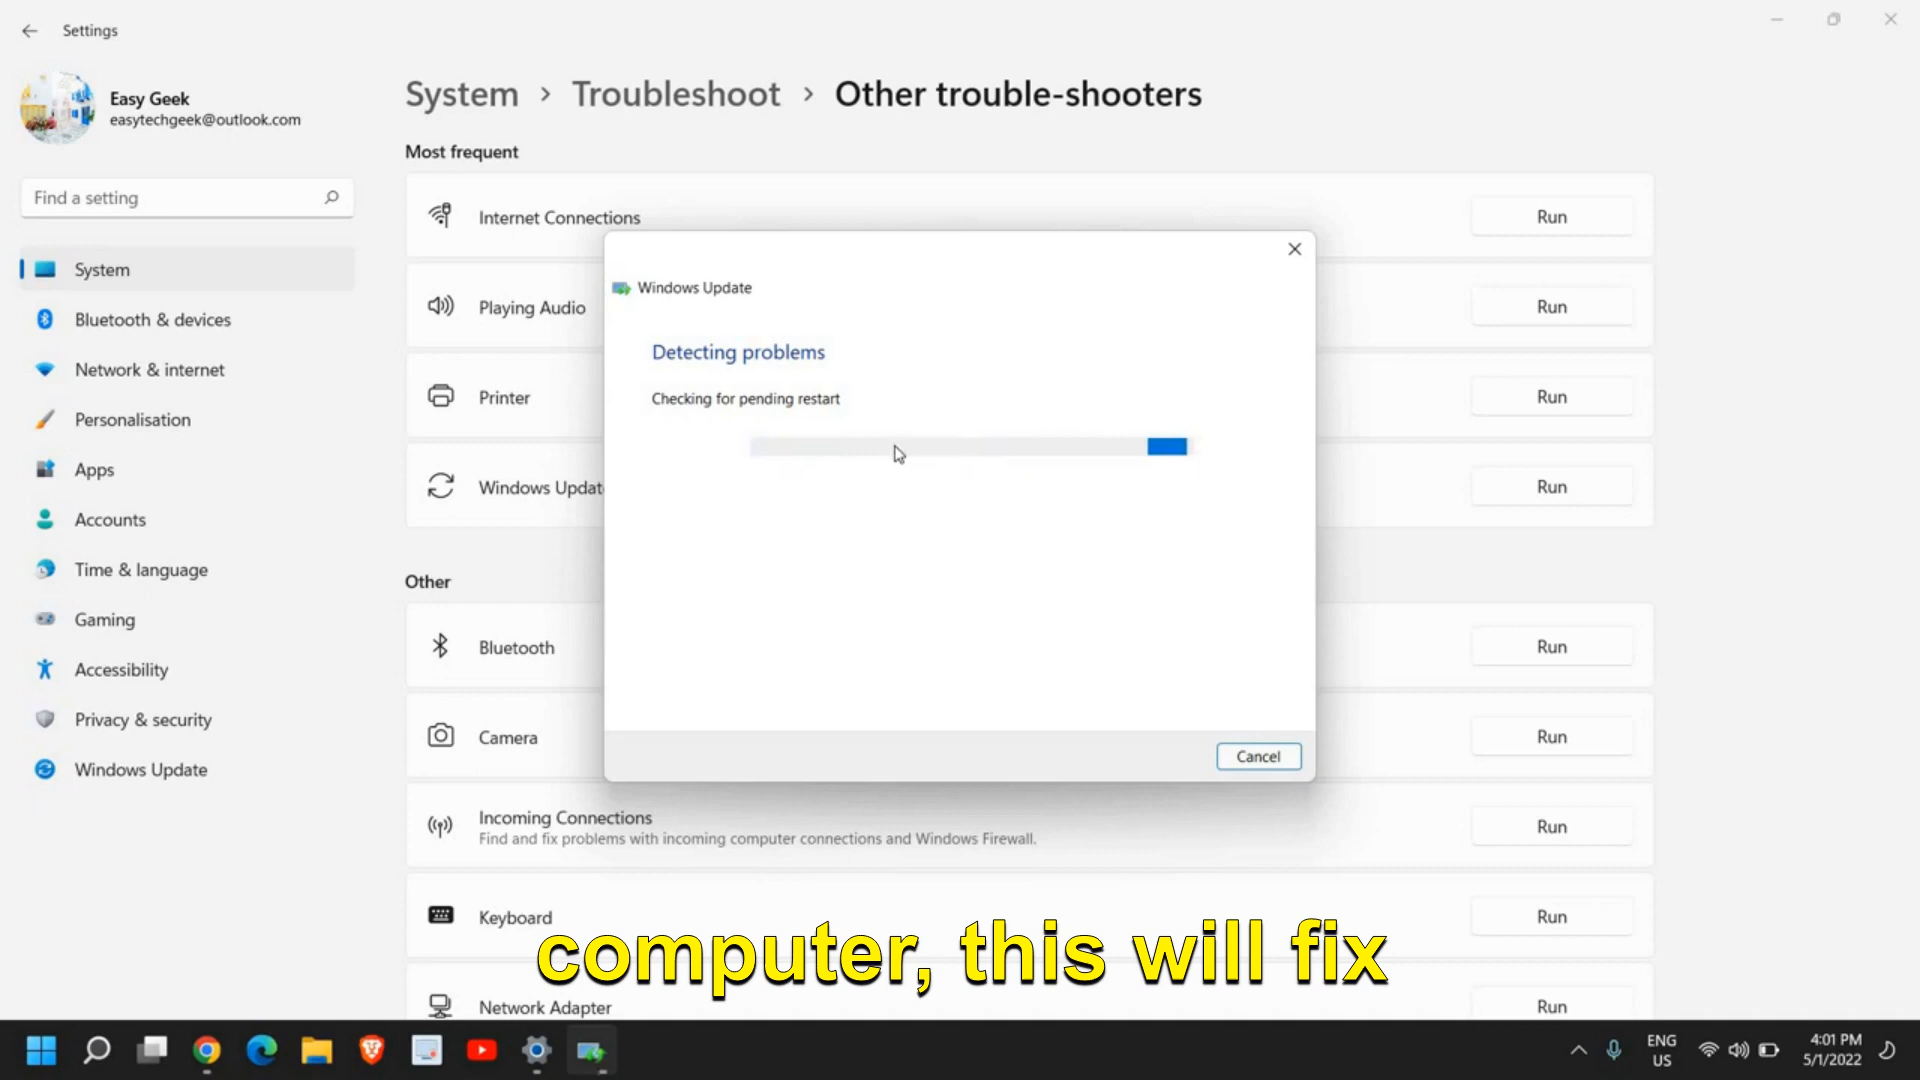 Settings
Easy Geek
easytechgeek@outlook.com
Find a setting
System
Bluetooth & devices
Network & internet
Personalisation
Apps
Accounts
Time & language
Gaming
Accessibility
Privacy & security
Windows Update
System > Troubleshoot > Other trouble-shooters
Most frequent
Internet Connections Run
Playing Audio Run
Printer Run
Windows Updat Run
Windows Update
Detecting problems
Checking for pending restart
Cancel
Other
Bluetooth Run
Camera Run
Incoming Connections Run
Find and fix problems with incoming computer connections and Windows Firewall.
Keyboard Run
computer, this will fix
Network Adapter Run
ENG
US
4:01 PM
5/1/2022